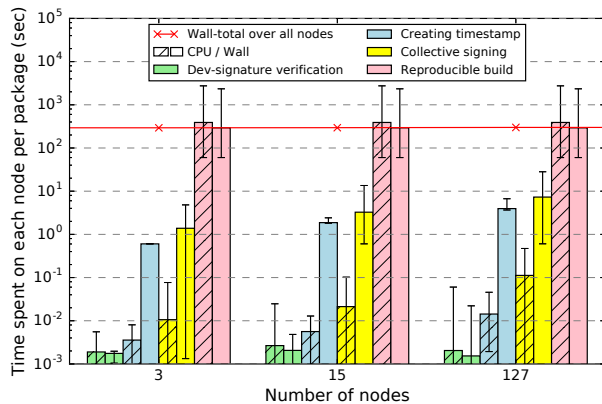 Time spent on each node per package (sec)
10^5
10^4
10^3
10^2
10^1
10^0
10^-1
10^-2
10^-3
Wall-total over all nodes
CPU / Wall
Dev-signature verification
Creating timestamp
Collective signing
Reproducible build
3
15
127
Number of nodes